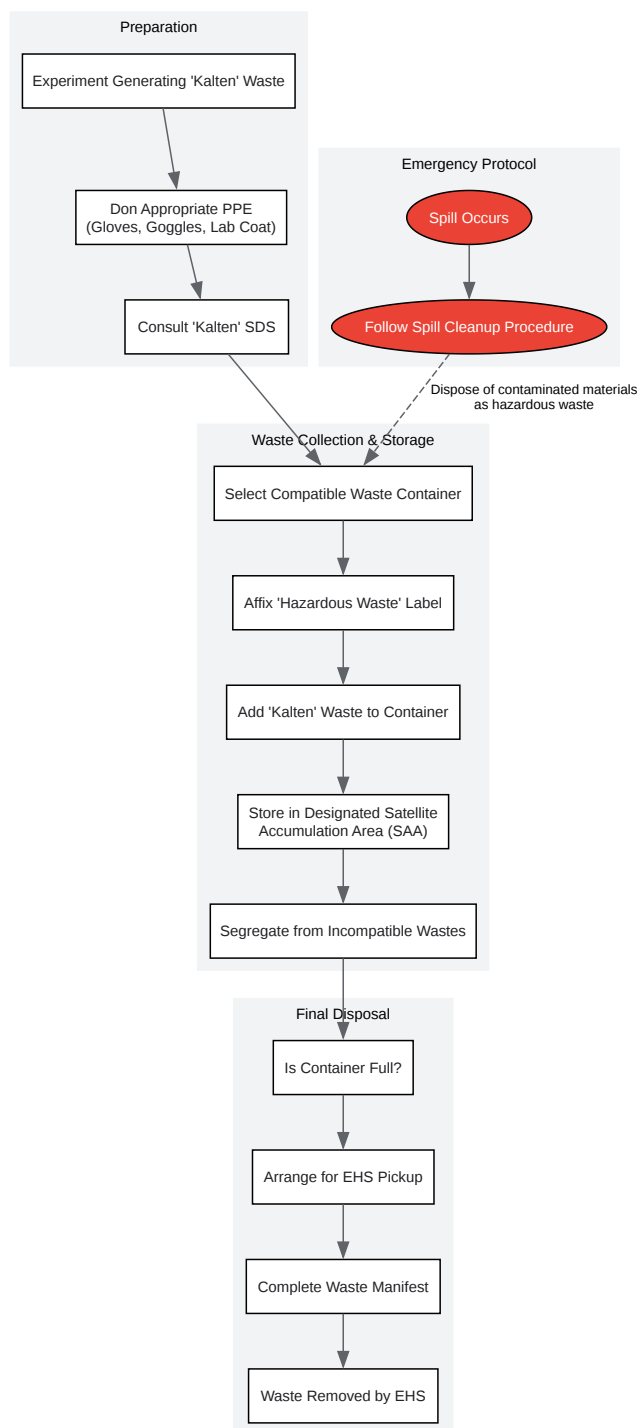 Preparation
Experiment Generating 'Kalten' Waste
Don Appropriate PPE
(Gloves, Goggles, Lab Coat)
Consult 'Kalten' SDS
Emergency Protocol
Spill Occurs
Follow Spill Cleanup Procedure
Dispose of contaminated materials
as hazardous waste
Waste Collection & Storage
Select Compatible Waste Container
Affix 'Hazardous Waste' Label
Add 'Kalten' Waste to Container
Store in Designated Satellite
Accumulation Area (SAA)
Segregate from Incompatible Wastes
Final Disposal
Is Container Full?
Arrange for EHS Pickup
Complete Waste Manifest
Waste Removed by EHS